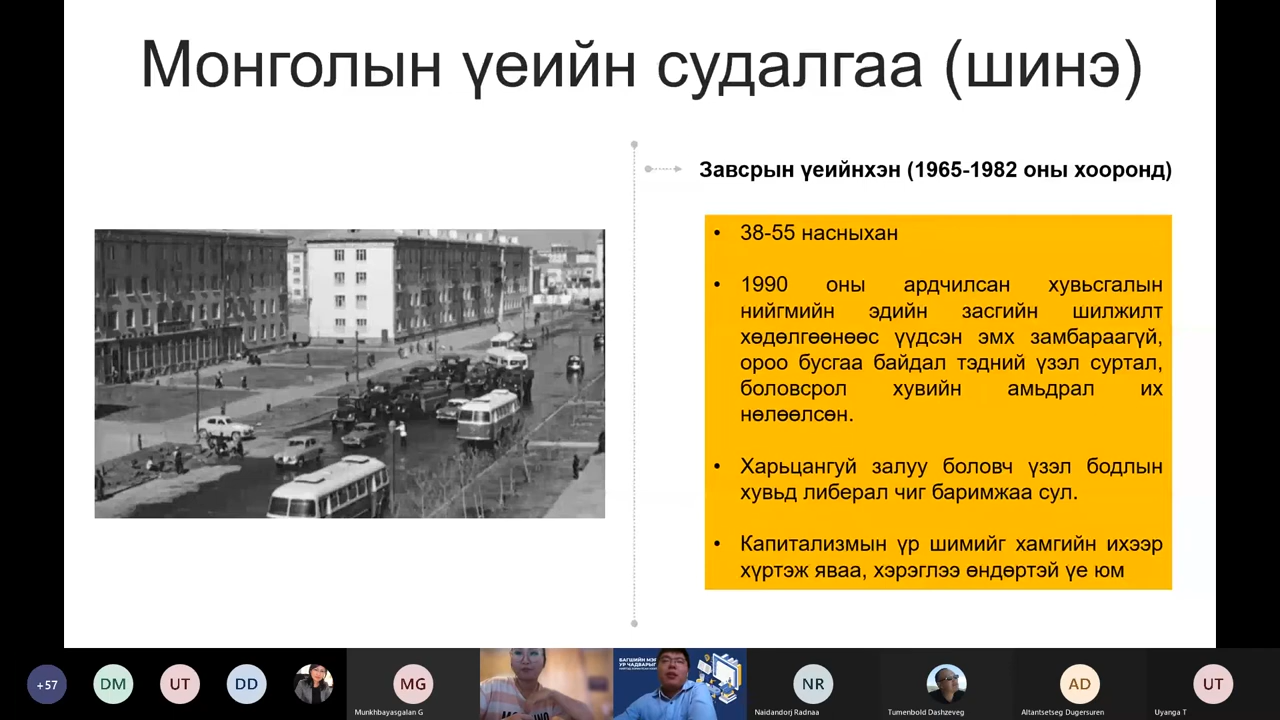 Монголын үеийн судалгаа (шинэ)
Завсрын үеийнхэн (1965-1982 оны хооронд)
• 38-55 насныхан
• 1990 оны ардчилсан хувьсгалын
нийгмийн эдийн засгийн шилжилт
хөдөлгөөнөөс үүдсэн эмх замбараагүй,
ороо бусгаа байдал тэдний үзэл суртал,
боловсрол хувийн амьдрал их
нөлөөлсөн.
• Харьцангуй залуу боловч үзэл бодлын
хувьд либерал чиг баримжаа сул.
• Капитализмын үр шимийг хамгийн ихээр
хүртэж яваа, хэрэглээ өндөртэй үе юм
+57
DM
UT
DD
MG
Munkhbayasgalan G
БАГШИЙН
УР ЧАДВАРЫГ
NR
Naidandorj Radnaa
Tumenbold Dashzeveg
AD
Altantsetseg Dugersuren
UT
Uyanga T